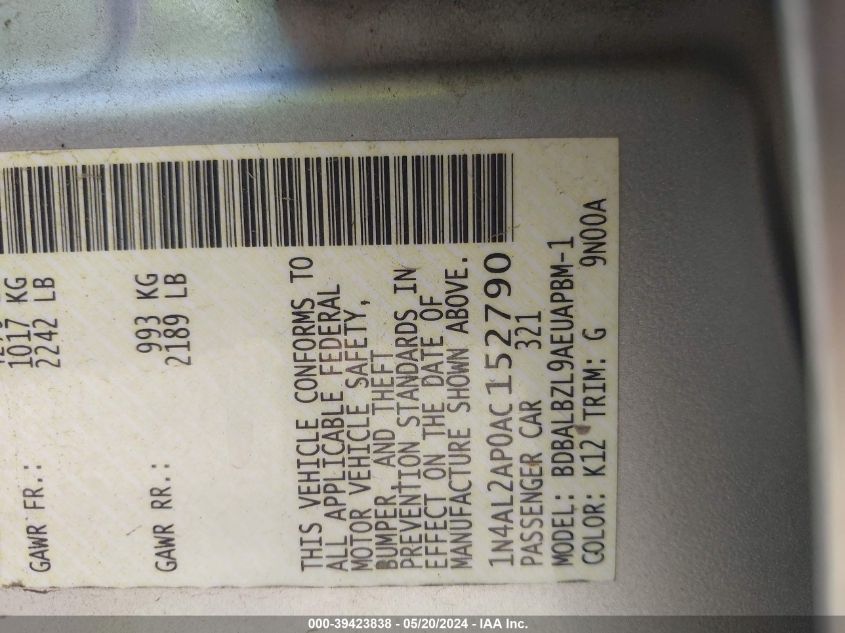 1017 KG
GAWR FR.: 2242 LB
993 KG
GAWR RR.: 2189 LB
THIS VEHICLE CONFORMS TO
ALL APPLICABLE FEDERAL
MOTOR VEHICLE SAFETY,
BUMPER, AND THEFT
PREVENTION STANDARDS IN
EFFECT ON THE DATE OF
MANUFACTURE SHOWN ABOVE.
1N4AL2AP0AC152790
PASSENGER CAR 321
MODEL: BDBALBZL9AEUAPBM-1
COLOR: K12 TRIM: G 9N00A
000-39423838 - 05/20/2024 - IAA Inc.